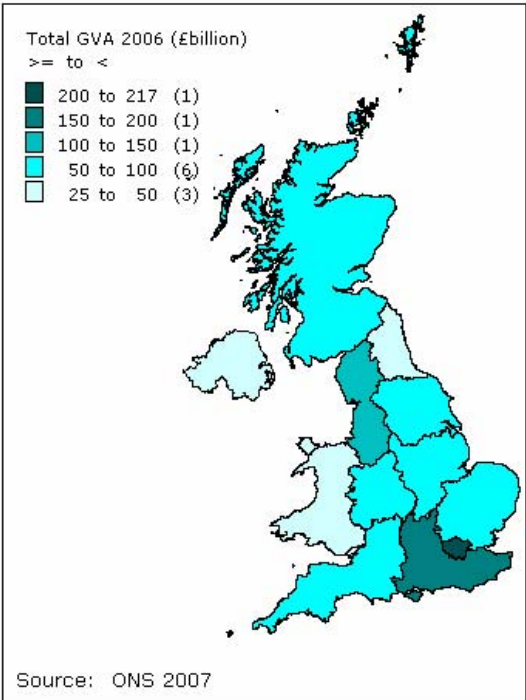 Total GVA 2006 (£billion)
>= to <
200 to 217 (1)
150 to 200 (1)
100 to 150 (1)
50 to 100 (6)
25 to 50 (3)
Source: ONS 2007